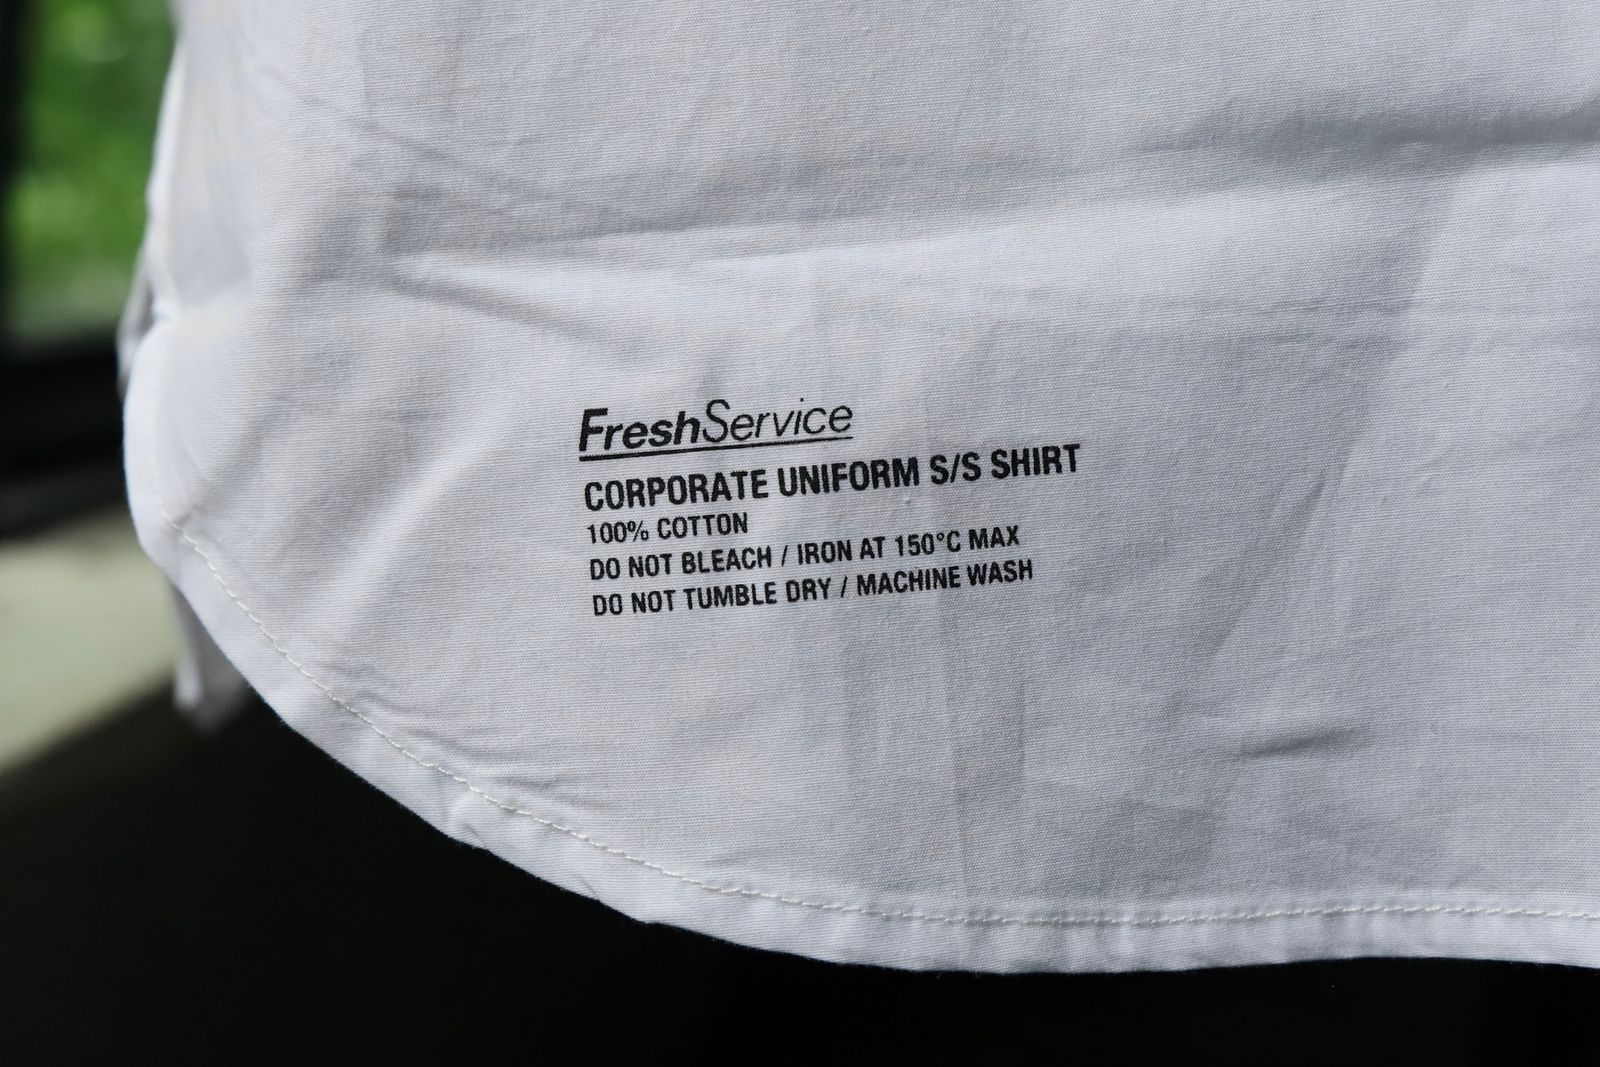 FreshService
CORPORATE UNIFORM S/S SHIRT
100% COTTON
DO NOT BLEACH / IRON AT 150°C MAX
DO NOT TUMBLE DRY / MACHINE WASH